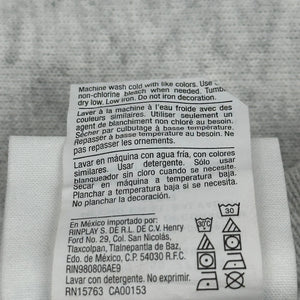 Machine wash cold with like colors. Use
non-chlorine bleach when needed. Tumb
dry low. Low iron. Do not iron decoration.
Laver à la machine à l'eau froide avec des
couleurs similaires. Utiliser seulement un
agent de blanchiment non chloré au besoin.
Sécher par culbutage à basse température.
Repassage à basse température au besoin. Ne
pas repasser les ornements.
Lavar en máquina con agua fría, con colores
similares. Usar detergente. Sólo usar
blanqueador sin cloro cuando se necesite.
Secar en máquina a temperatura baja.
Planchar a temperatura baja si se necesita.
No planchar la decoración.
En México importado por:
RINPLAY S. DE R.L. DE C.V. Henry
Ford No. 29, Col. San Nicolás,
Tlaxcolpan, Tlalnepantla de Baz,
Edo. de México, C.P. 54030 R.F.C.
RIN980806AE9
Lavar con detergente. No exprimir.
RN15763 CA00153
30